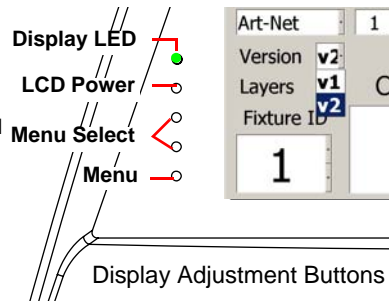 Display LED
LCD Power
Menu Select
Menu
Display Adjustment Buttons
Art-Net 1
Version v2
Layers v1
v2
Fixture ID
1